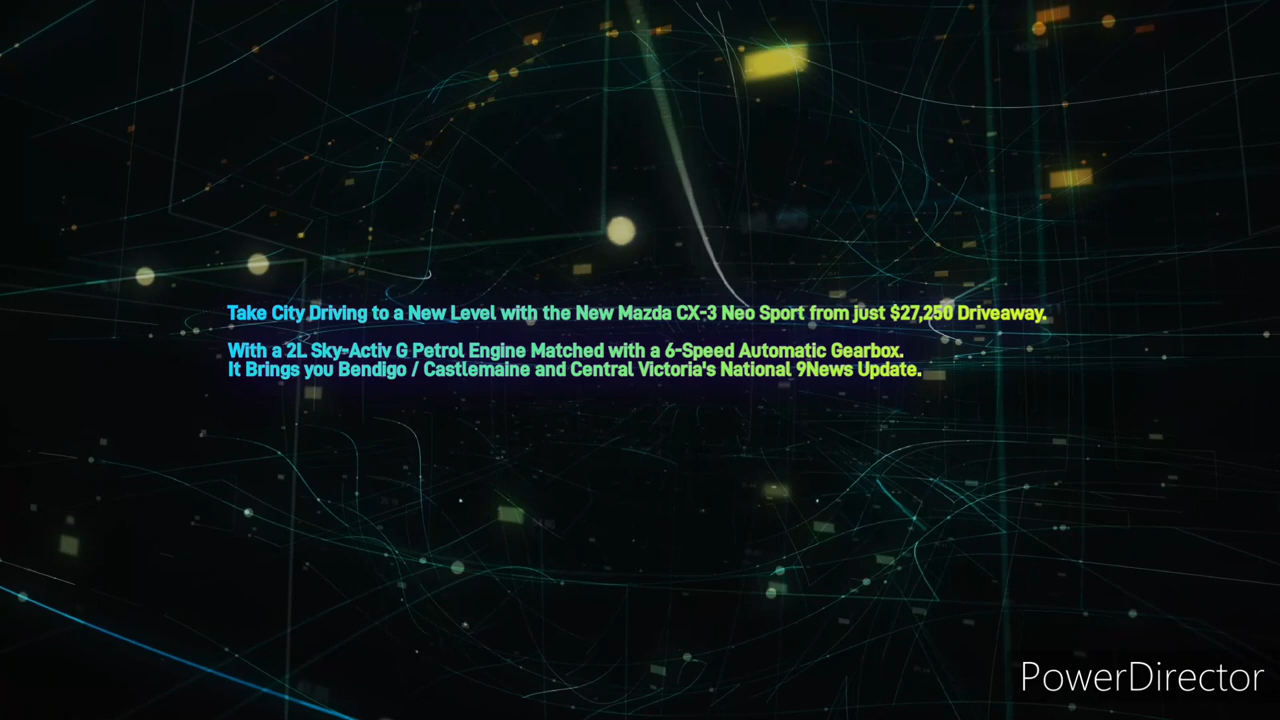 Take City Driving to a New Level with the New Mazda CX-3 Neo Sport from just $27,250 Driveaway.
With a 2L Sky-Activ G Petrol Engine Matched with a 6-Speed Automatic Gearbox.
It Brings you Bendigo / Castlemaine and Central Victoria's National 9News Update.
PowerDirector